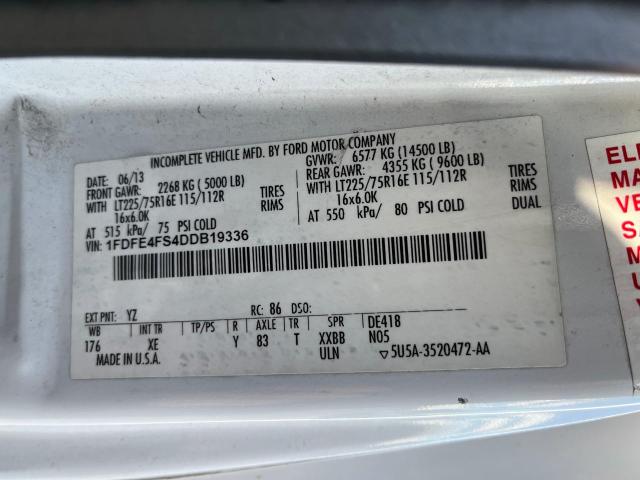 INCOMPLETE VEHICLE MFD. BY FORD MOTOR COMPANY
DATE: 06/13 GVWR: 6577 KG (14500 LB)
FRONT GAWR: 2268 KG ( 5000 LB) REAR GAWR: 4355 KG ( 9600 LB)
WITH LT225/75R16E 115/112R TIRES WITH LT225/75R16E 115/112R TIRES
16x6.0K RIMS 16x6.0K RIMS
AT 515 kPa/ 75 PSI COLD AT 550 kPa/ 80 PSI COLD DUAL
VIN: 1FDFE4FS4DDB19336
EXT PNT: YZ RC: 86 DSO:
WB INT TR TP/PS R AXLE TR SPR DE418
176 XE Y 83 T XXBB N05
MADE IN U.S.A. ULN ▽5U5A-3520472-AA